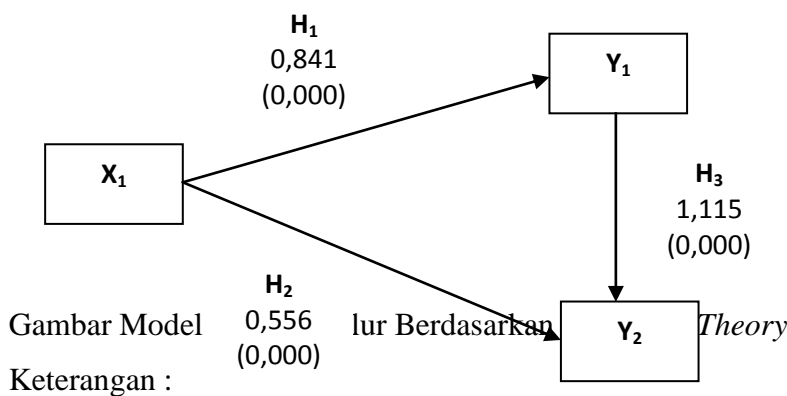 H₁
0,841
(0,000)
Y₁
X₁
H₃
1,115
(0,000)
H₂
0,556
(0,000)
Y₂
Gambar Model lur Berdasarkan Theory
Keterangan :